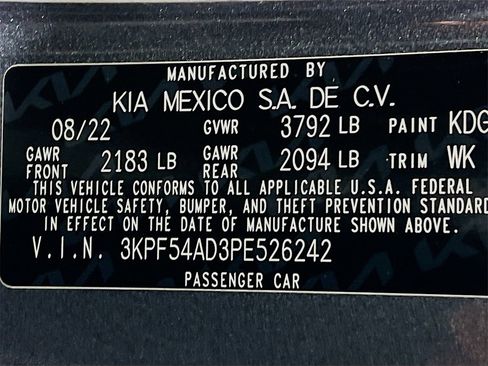 MANUFACTURED BY
KIA MEXICO S.A. DE C.V.
08/22 GVWR 3792 LB PAINT KDG
GAWR FRONT 2183 LB GAWR REAR 2094 LB TRIM WK
THIS VEHICLE CONFORMS TO ALL APPLICABLE U.S.A. FEDERAL
MOTOR VEHICLE SAFETY, BUMPER, AND THEFT PREVENTION STANDARD
IN EFFECT ON THE DATE OF MANUFACTURE SHOWN ABOVE.
V.I.N. 3KPF54AD3PE526242
PASSENGER CAR